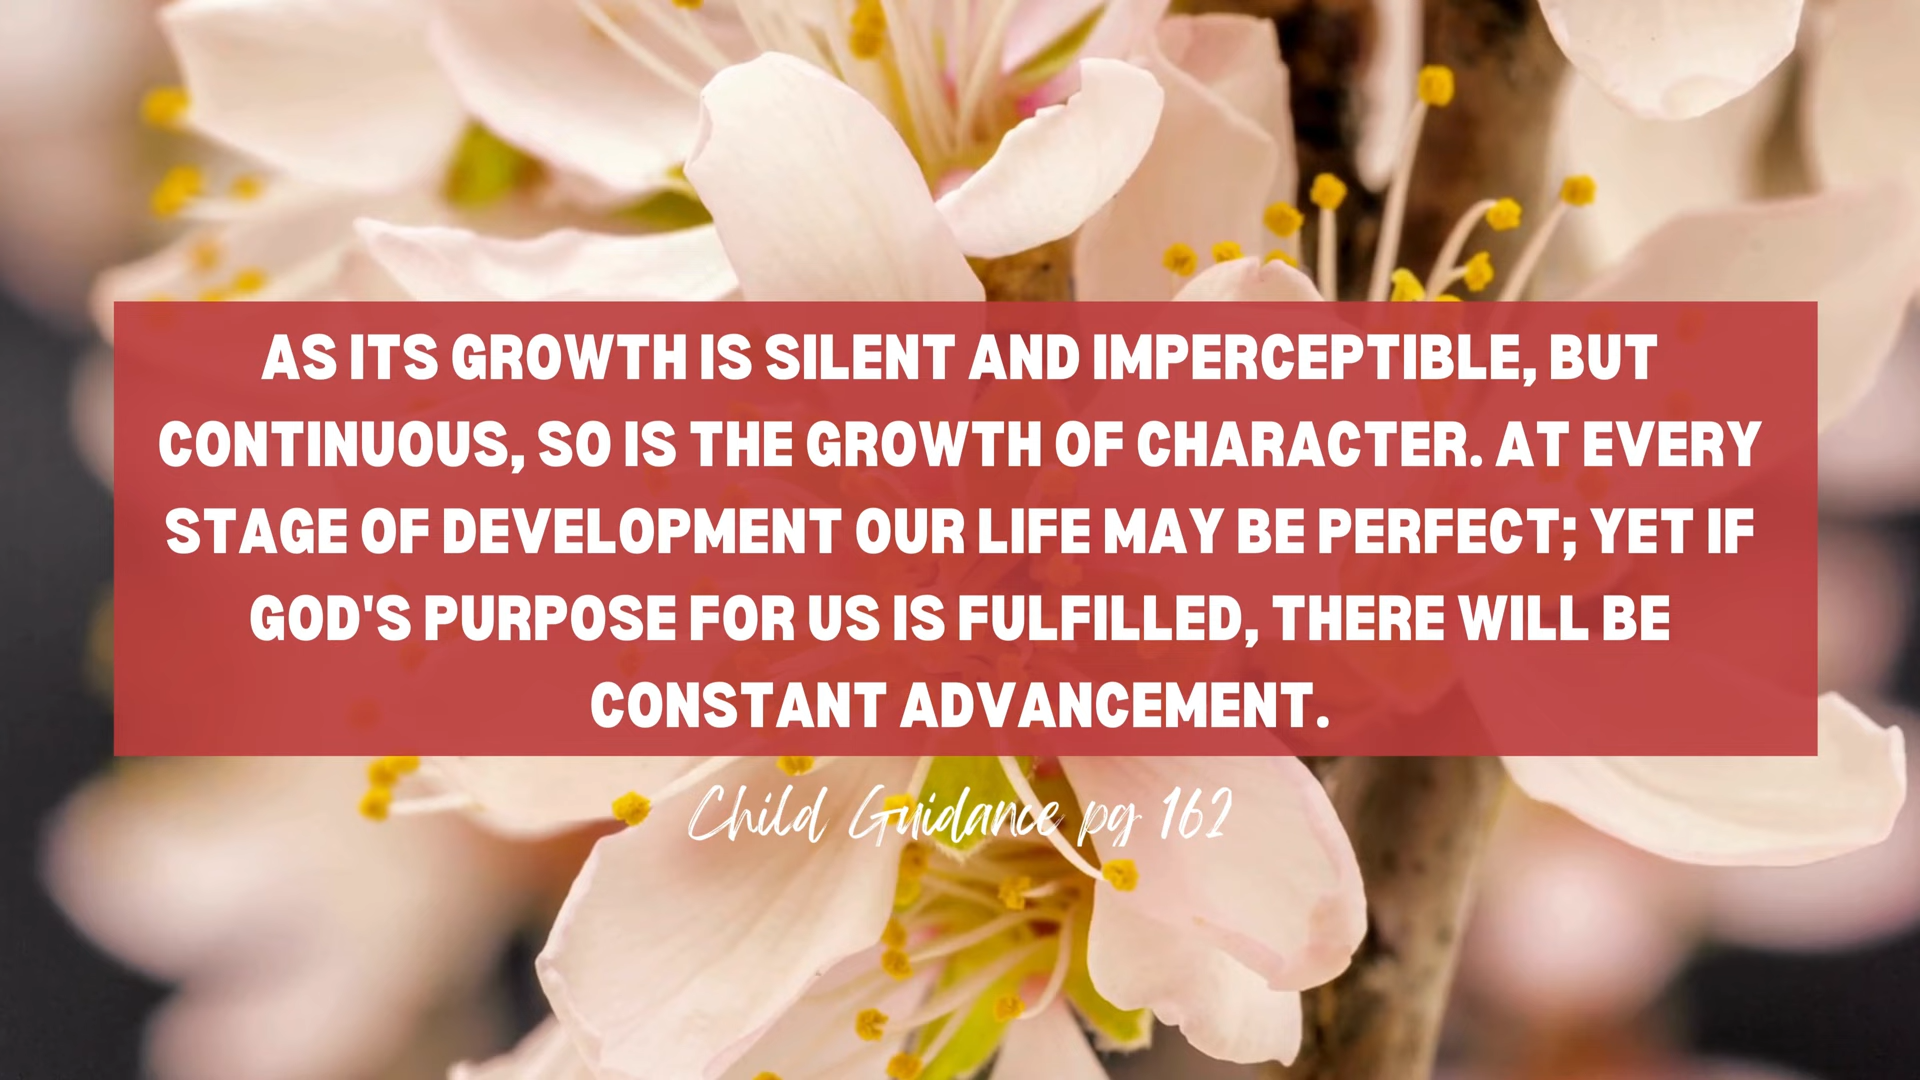 AS ITS GROWTH IS SILENT AND IMPERCEPTIBLE, BUT
CONTINUOUS, SO IS THE GROWTH OF CHARACTER. AT EVERY
STAGE OF DEVELOPMENT OUR LIFE MAY BE PERFECT; YET IF
GOD'S PURPOSE FOR US IS FULFILLED, THERE WILL BE
CONSTANT ADVANCEMENT.
Child Guidance pg 162